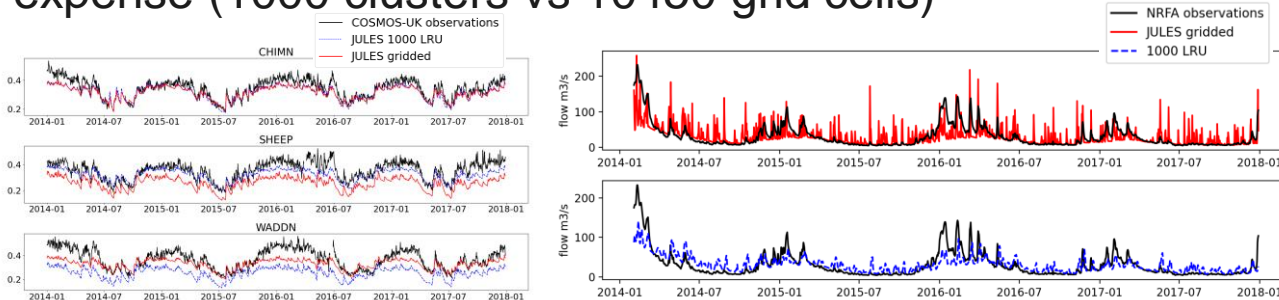 expense (1000 clusters vs 10480 grid cells)
COSMOS-UK observations
JULES 1000 LRU
JULES gridded
CHIMN
0.4
0.2
2014-01 2014-07 2015-01 2015-07 2016-01 2016-07 2017-01 2017-07 2018-01
SHEEP
0.4
0.2
2014-01 2014-07 2015-01 2015-07 2016-01 2016-07 2017-01 2017-07 2018-01
WADDN
0.4
0.2
2014-01 2014-07 2015-01 2015-07 2016-01 2016-07 2017-01 2017-07 2018-01
NRFA observations
JULES gridded
1000 LRU
flow m3/s
200
100
0
2014-01 2014-07 2015-01 2015-07 2016-01 2016-07 2017-01 2017-07 2018-01
flow m3/s
200
100
0
2014-01 2014-07 2015-01 2015-07 2016-01 2016-07 2017-01 2017-07 2018-01